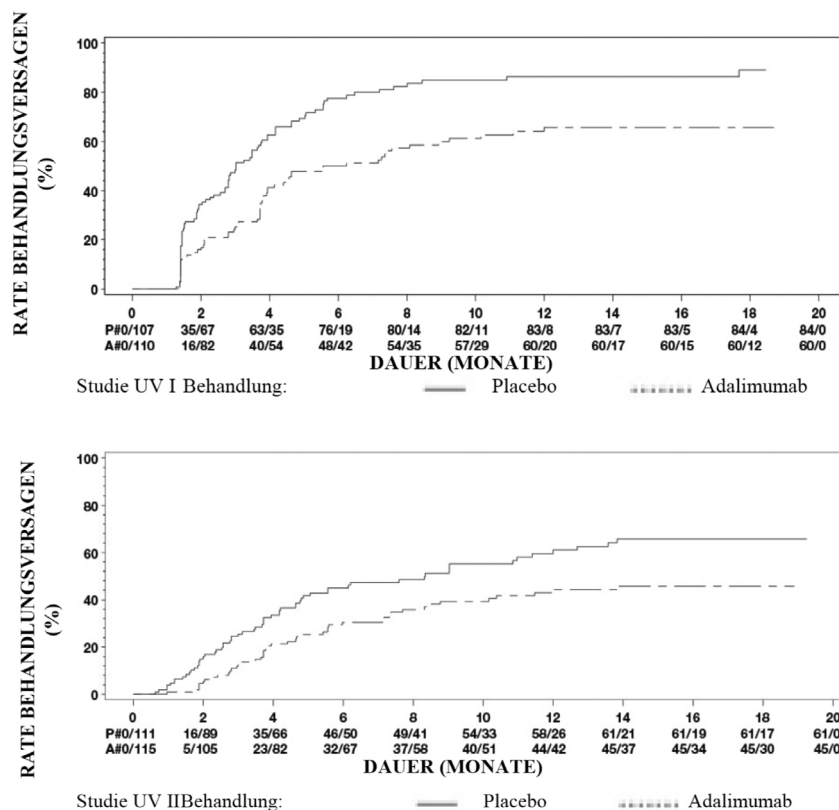 RATE BEHANDLUNGSVERSAGEN
(%)
100
80
60
40
20
0
0 2 4 6 8 10 12 14 16 18 20
P#0/107 35/67 63/35 76/19 80/14 82/11 83/8 83/7 83/5 84/4 84/0
A#0/110 16/82 40/54 48/42 54/35 57/29 60/20 60/17 60/15 60/12 60/0
DAUER (MONATE)
Studie UV I Behandlung: Placebo Adalimumab
RATE BEHANDLUNGSVERSAGEN
(%)
100
80
60
40
20
0
0 2 4 6 8 10 12 14 16 18 20
P#0/111 16/89 35/66 46/50 49/41 54/33 58/26 61/21 61/19 61/17 61/0
A#0/115 5/105 23/82 32/67 37/58 40/51 44/42 45/37 45/34 45/30 45/0
DAUER (MONATE)
Studie UV IIBehandlung: Placebo Adalimumab